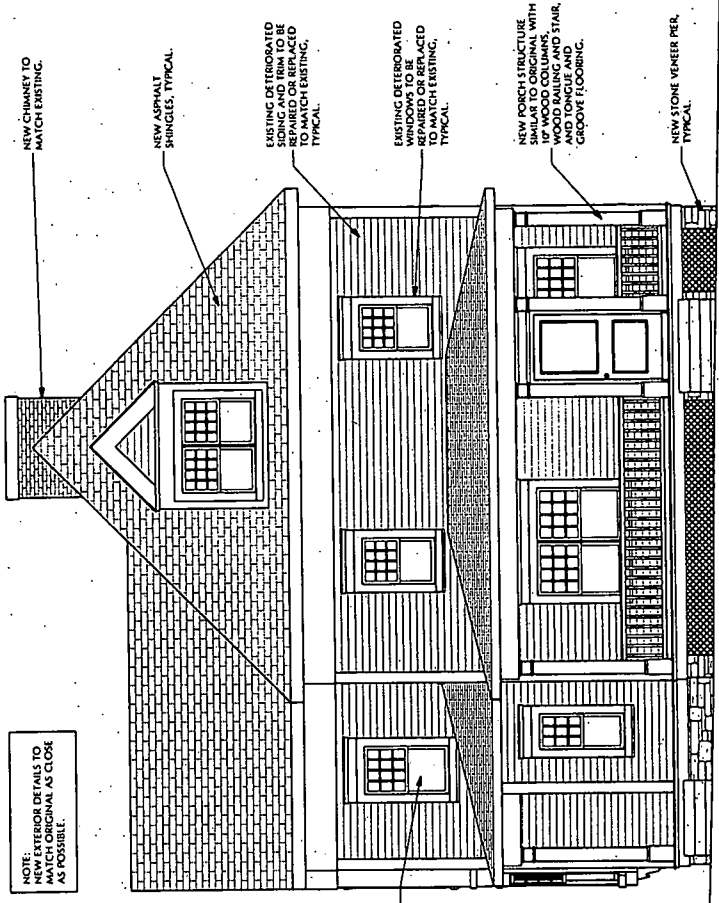 NOTE:
NEW EXTERIOR DETAILS TO
MATCH ORIGINAL AS CLOSE
AS POSSIBLE.
NEW CHIMNEY TO
MATCH EXISTING.
NEW ASPHALT
SHINGLES, TYPICAL.
EXISTING DETERIORATED
SIDING AND TRIM TO BE
REPAIRED OR REPLACED
TO MATCH EXISTING,
TYPICAL.
EXISTING DETERIORATED
WINDOWS TO BE
REPAIRED OR REPLACED
TO MATCH EXISTING,
TYPICAL.
NEW PORCH STRUCTURE
SIMILAR TO ORIGINAL WITH
10" WOOD COLUMNS,
WOOD RAILING AND STAIR,
AND TONGUE AND
GROOVE FLOORING.
NEW STONE VENEER PIER,
TYPICAL.